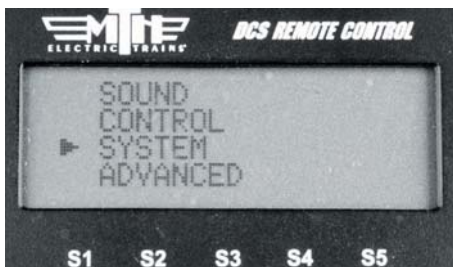 MTH
ELECTRIC TRAINS®
DCS REMOTE CONTROL
SOUND
CONTROL
SYSTEM
ADVANCED
S1 S2 S3 S4 S5